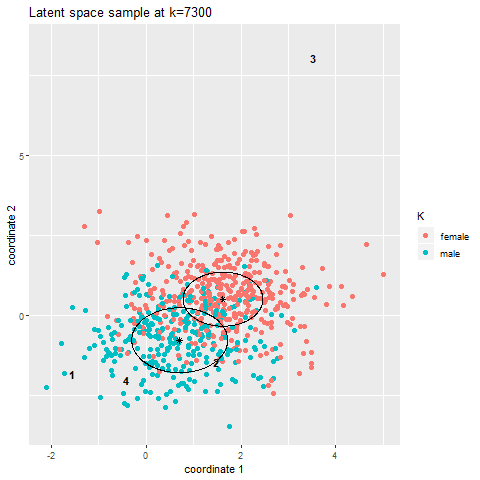 Latent space sample at k=7300
3
5
K
female
male
coordinate 2
*
0
*
2
1
4
-2
0
2
4
coordinate 1